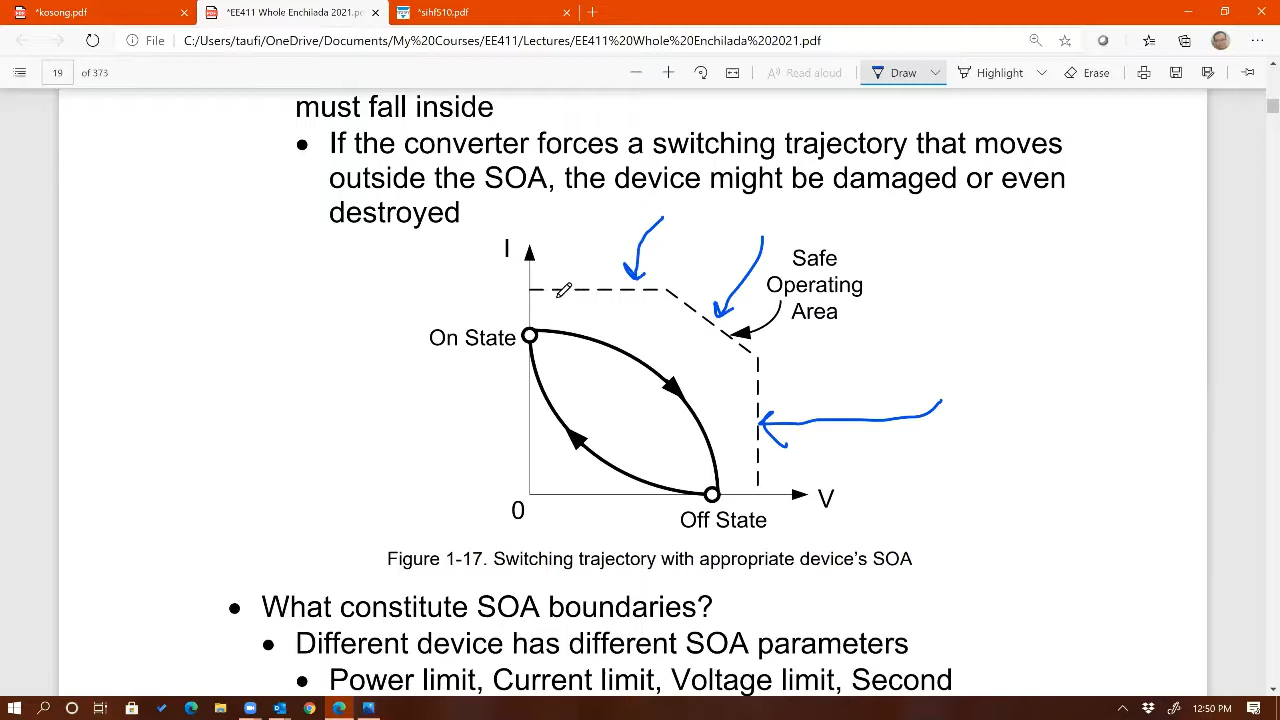 *kosong.pdf
*EE411 Whole Enchilada 2021.p
*sihf510.pdf
File
C:/Users/taufi/OneDrive/Documents/My%20Courses/EE411/Lectures/EE411%20Whole%20Enchilada%202021.pdf
19 of 373
Read aloud
Draw
Highlight
Erase
must fall inside
• If the converter forces a switching trajectory that moves
outside the SOA, the device might be damaged or even
destroyed
I
Safe
Operating
Area
On State
0
V
Off State
Figure 1-17. Switching trajectory with appropriate device's SOA
• What constitute SOA boundaries?
• Different device has different SOA parameters
• Power limit, Current limit, Voltage limit, Second
12:50 PM